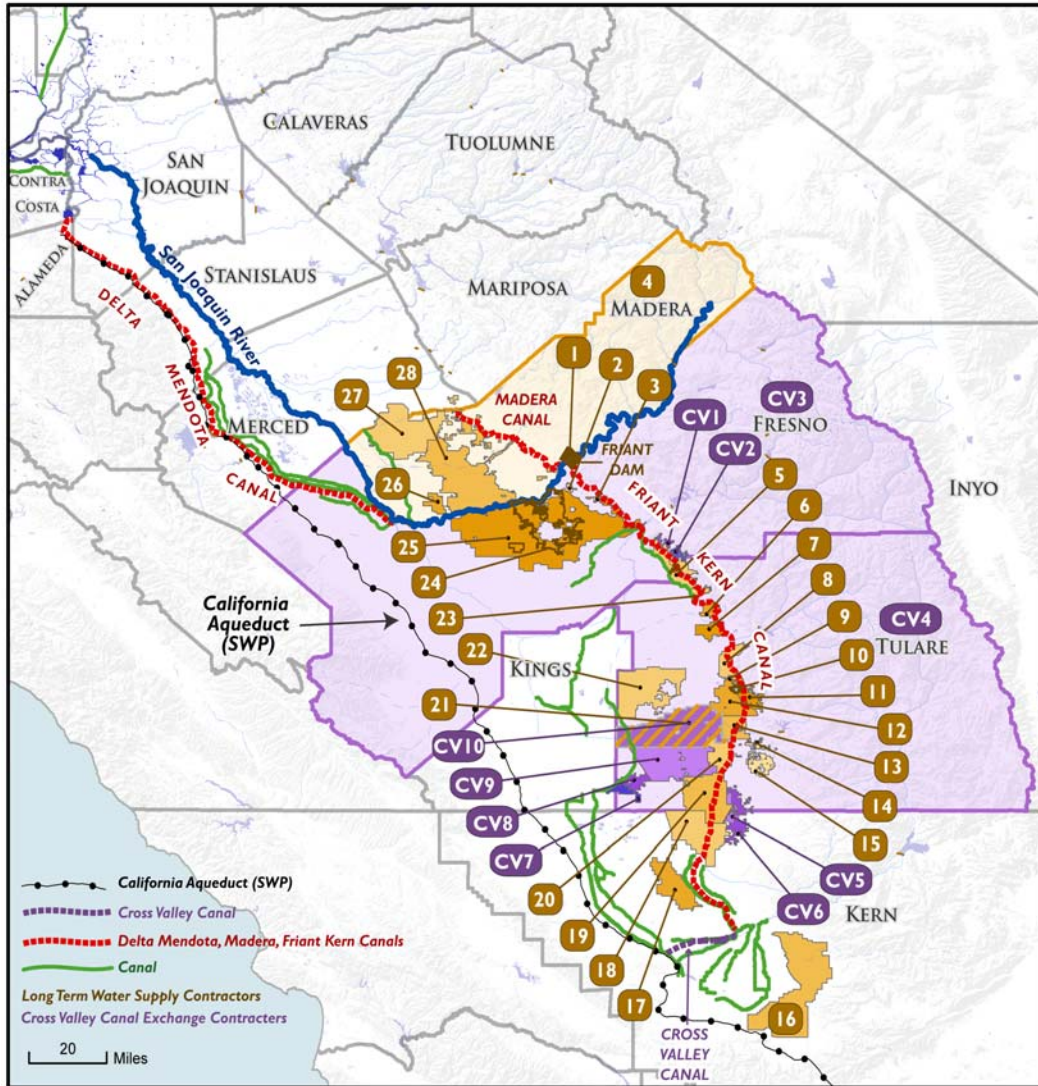 CALAVERAS
TUOLUMNE
SAN
JOAQUIN
CONTRA
COSTA
ALAMEDA
STANISLAUS
San Joaquin River
DELTA
MENDOTA
CANAL
MERCED
MARIPOSA
4
MADERA
1
2
3
28
27
MADERA
CANAL
FRIANT
DAM
CV1
CV2
CV3
FRESNO
INYO
26
25
24
FRIANT
KERN
CANAL
5
6
7
8
9
10
11
12
13
14
15
CV4
TULARE
23
California
Aqueduct
(SWP)
22
KINGS
21
CV10
CV9
CV8
CV7
20
19
18
17
CV5
CV6
KERN
16
CROSS
VALLEY
CANAL
California Aqueduct (SWP)
Cross Valley Canal
Delta Mendota, Madera, Friant Kern Canals
Canal
Long Term Water Supply Contractors
Cross Valley Canal Exchange Contracters
20 Miles